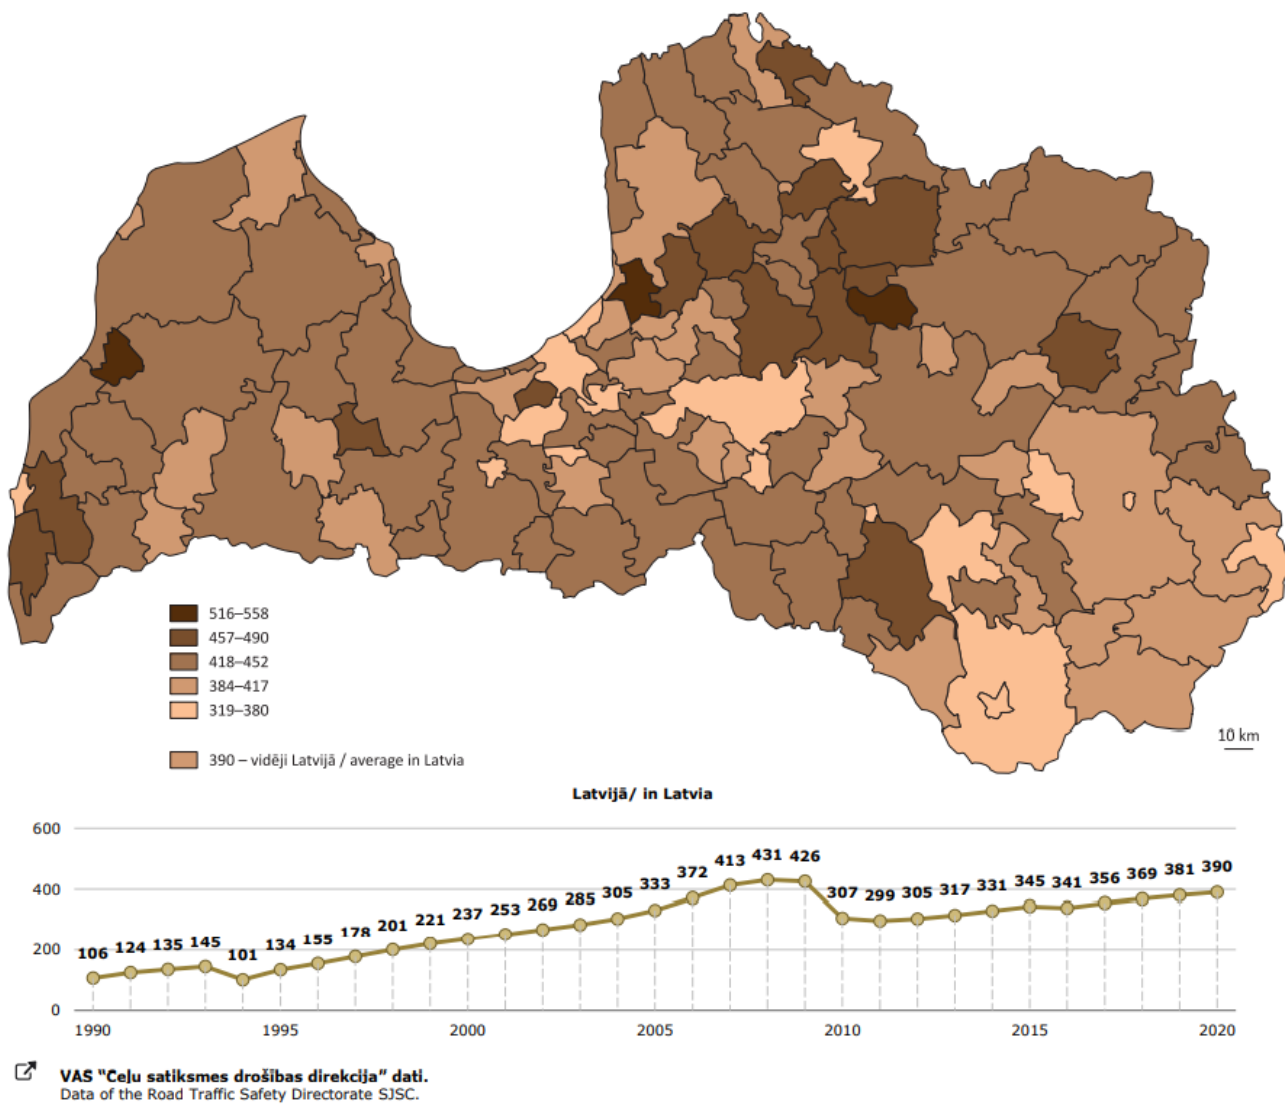 516–558
457–490
418–452
384–417
319–380
390 – vidēji Latvijā / average in Latvia
10 km
Latvijā/ in Latvia
600
400
200
0
106 124 135 145 101 134 155 178 201 221 237 253 269 285 305 333 372 413 431 426 307 299 305 317 331 345 341 356 369 381 390
1990 1995 2000 2005 2010 2015 2020
VAS “Ceļu satiksmes drošības direkcija” dati.
Data of the Road Traffic Safety Directorate SJSC.